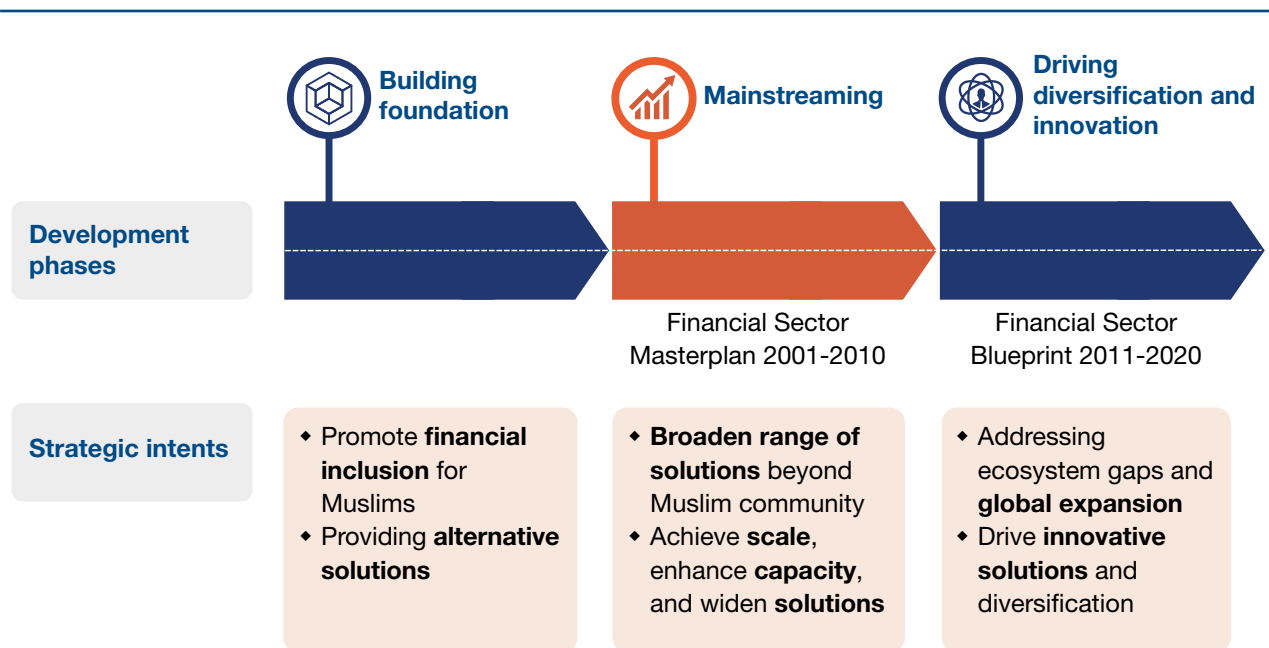 Building
foundation
Mainstreaming
Driving
diversification and
innovation
Development
phases
Financial Sector
Masterplan 2001-2010
Financial Sector
Blueprint 2011-2020
Strategic intents
◆ Promote financial
inclusion for
Muslims
◆ Providing alternative
solutions
◆ Broaden range of
solutions beyond
Muslim community
◆ Achieve scale,
enhance capacity,
and widen solutions
◆ Addressing
ecosystem gaps and
global expansion
◆ Drive innovative
solutions and
diversification